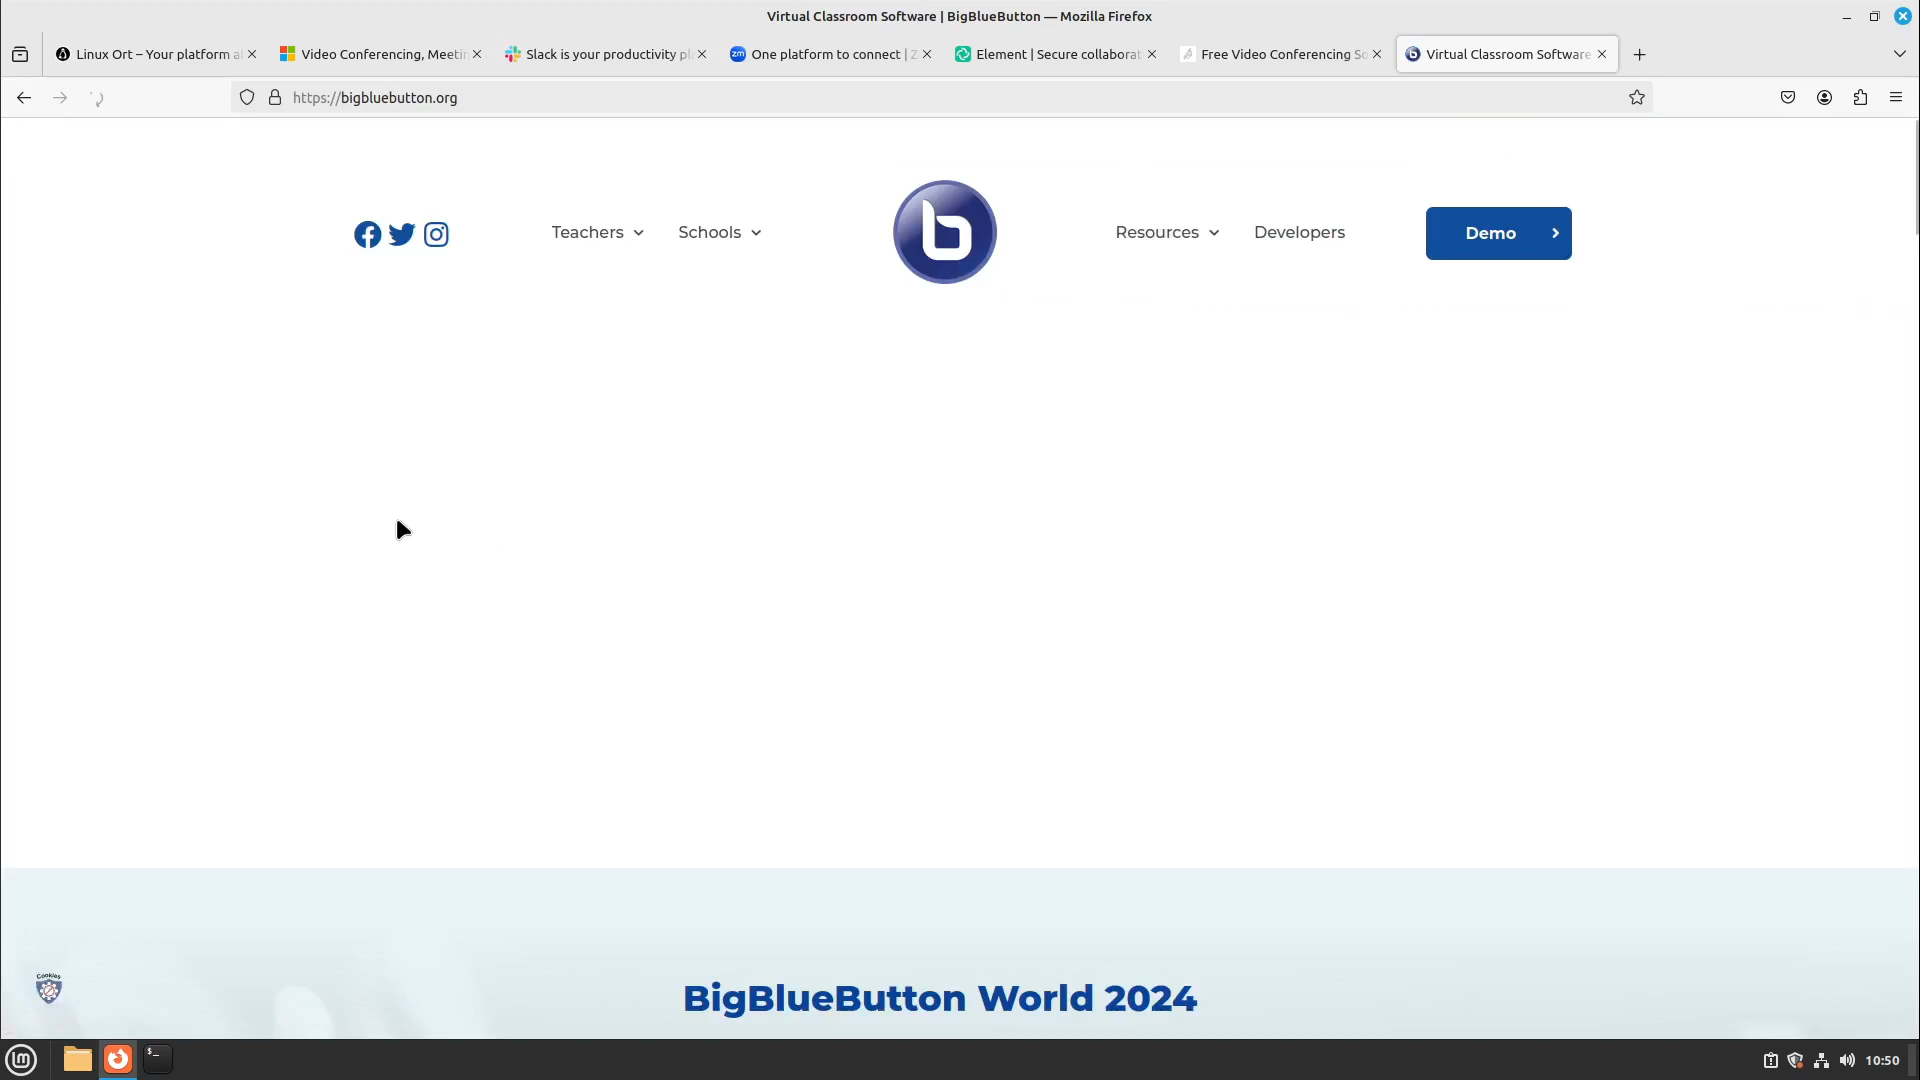 Virtual Classroom Software | BigBlueButton — Mozilla Firefox
Linux Ort – Your platform a
Video Conferencing, Meetin
Slack is your productivity pl
One platform to connect | Z
Element | Secure collaborat
Free Video Conferencing So
Virtual Classroom Software
https://bigbluebutton.org
Teachers
Schools
Resources
Developers
Demo
BigBlueButton World 2024
Cookies
10:50